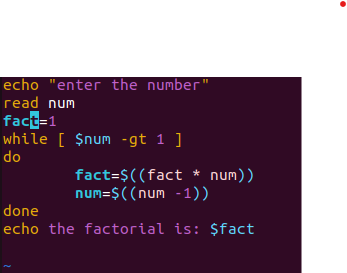 echo "enter the number"
read num
fact=1
while [ $num -gt 1 ]
do
        fact=$((fact * num))
        num=$((num -1))
done
echo the factorial is: $fact
~